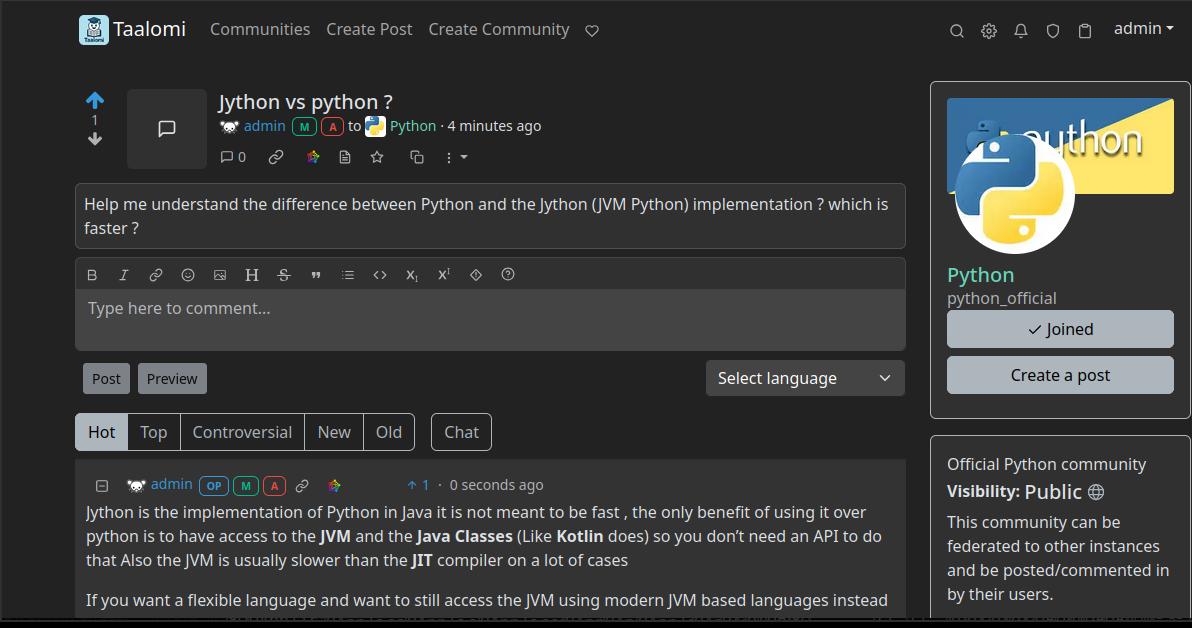 Taalomi
Taalomi Communities Create Post Create Community admin
1
Jython vs python ?
admin M A to Python · 4 minutes ago
0
Help me understand the difference between Python and the Jython (JVM Python) implementation ? which is
faster ?
B I H S X_I X^I
Type here to comment...
Post Preview Select language
Hot Top Controversial New Old Chat
admin OP M A 1 · 0 seconds ago
Jython is the implementation of Python in Java it is not meant to be fast , the only benefit of using it over
python is to have access to the JVM and the Java Classes (Like Kotlin does) so you don't need an API to do
that Also the JVM is usually slower than the JIT compiler on a lot of cases
If you want a flexible language and want to still access the JVM using modern JVM based languages instead
python
Python
python_official
Joined
Create a post
Official Python community
Visibility: Public
This community can be
federated to other instances
and be posted/commented in
by their users.